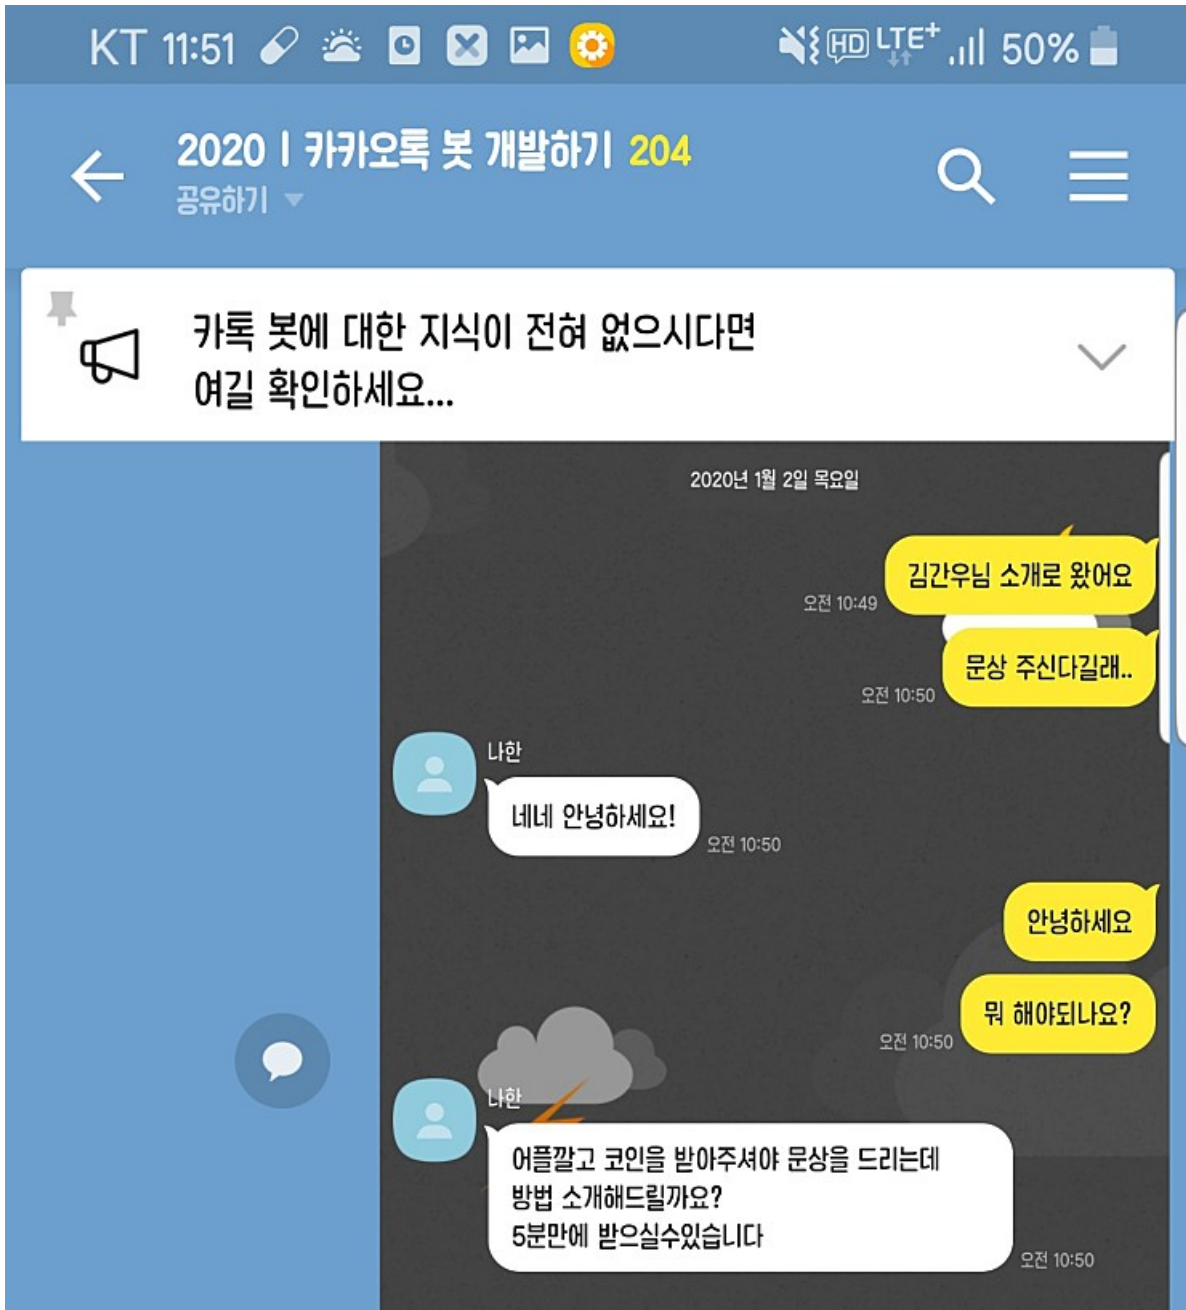 KT 11:51
HD LTE+ 50%
2020 | 카카오톡 봇 개발하기 204
공유하기
카톡 봇에 대한 지식이 전혀 없으시다면
여길 확인하세요...
2020년 1월 2일 목요일
김간우님 소개로 왔어요
오전 10:49
문상 주신다길래..
오전 10:50
나한
네네 안녕하세요!
오전 10:50
안녕하세요
뭐 해야되나요?
오전 10:50
나한
어플깔고 코인을 받아주셔야 문상을 드리는데
방법 소개해드릴까요?
5분만에 받으실수있습니다
오전 10:50